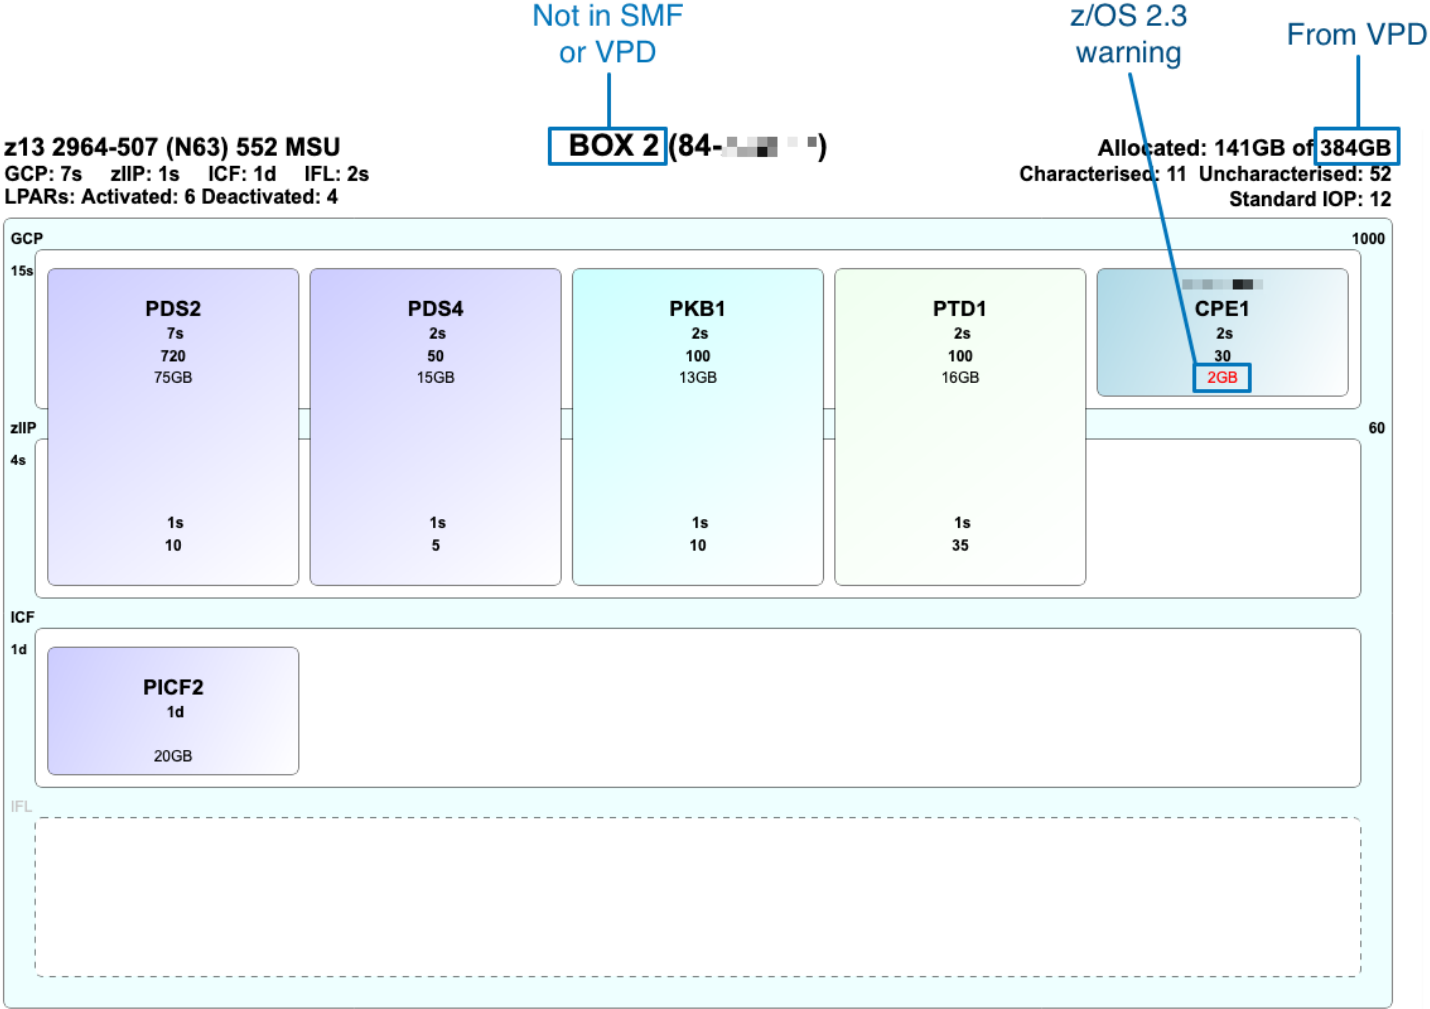 Not in SMF
or VPD
z/OS 2.3
warning
From VPD
z13 2964-507 (N63) 552 MSU
GCP: 7s zIIP: 1s ICF: 1d IFL: 2s
LPARs: Activated: 6 Deactivated: 4
BOX 2 (84- )
Allocated: 141GB of 384GB
Characterised: 11 Uncharacterised: 52
Standard IOP: 12
GCP
1000
15s
PDS2
7s
720
75GB
1s
10
PDS4
2s
50
15GB
1s
5
PKB1
2s
100
13GB
1s
10
PTD1
2s
100
16GB
1s
35
CPE1
2s
30
2GB
zIIP
60
4s
ICF
1d
PICF2
1d
20GB
IFL